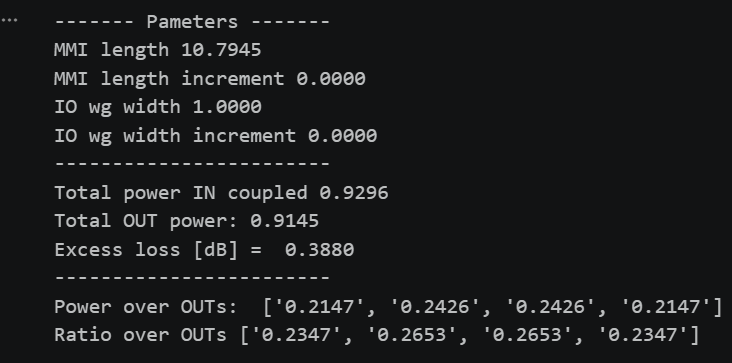 ...
------- Pameters -------
MMI length 10.7945
MMI length increment 0.0000
IO wg width 1.0000
IO wg width increment 0.0000
------------------------
Total power IN coupled 0.9296
Total OUT power: 0.9145
Excess loss [dB] =  0.3880
------------------------
Power over OUTs:  ['0.2147', '0.2426', '0.2426', '0.2147']
Ratio over OUTs ['0.2347', '0.2653', '0.2653', '0.2347']